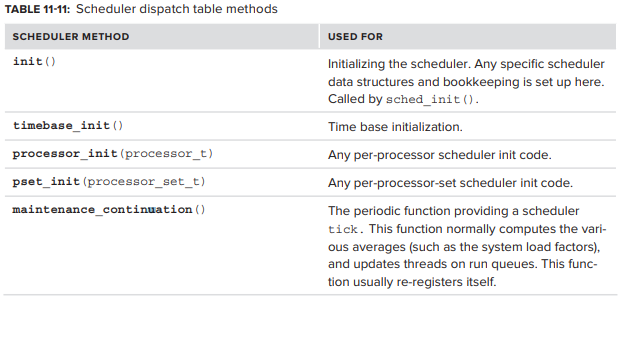 TABLE 11-11: Scheduler dispatch table methods
SCHEDULER METHOD USED FOR
init() Initializing the scheduler. Any specific scheduler
data structures and bookkeeping is set up here.
Called by sched_init().
timebase_init() Time base initialization.
processor_init(processor_t) Any per-processor scheduler init code.
pset_init(processor_set_t) Any per-processor-set scheduler init code.
maintenance_continuation() The periodic function providing a scheduler
tick. This function normally computes the vari-
ous averages (such as the system load factors),
and updates threads on run queues. This func-
tion usually re-registers itself.